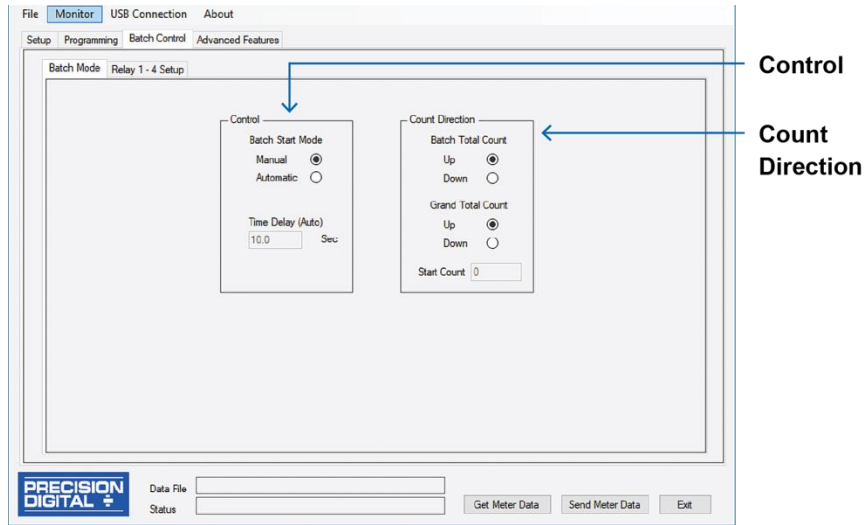 File Monitor USB Connection About
Setup Programming Batch Control Advanced Features
Batch Mode Relay 1 - 4 Setup
Control
Batch Start Mode
Manual
Automatic
Time Delay (Auto)
10.0 Sec
Count Direction
Batch Total Count
Up
Down
Grand Total Count
Up
Down
Start Count 0
Control
Count
Direction
PRECISION
DIGITAL
Data File
Status
Get Meter Data Send Meter Data Exit